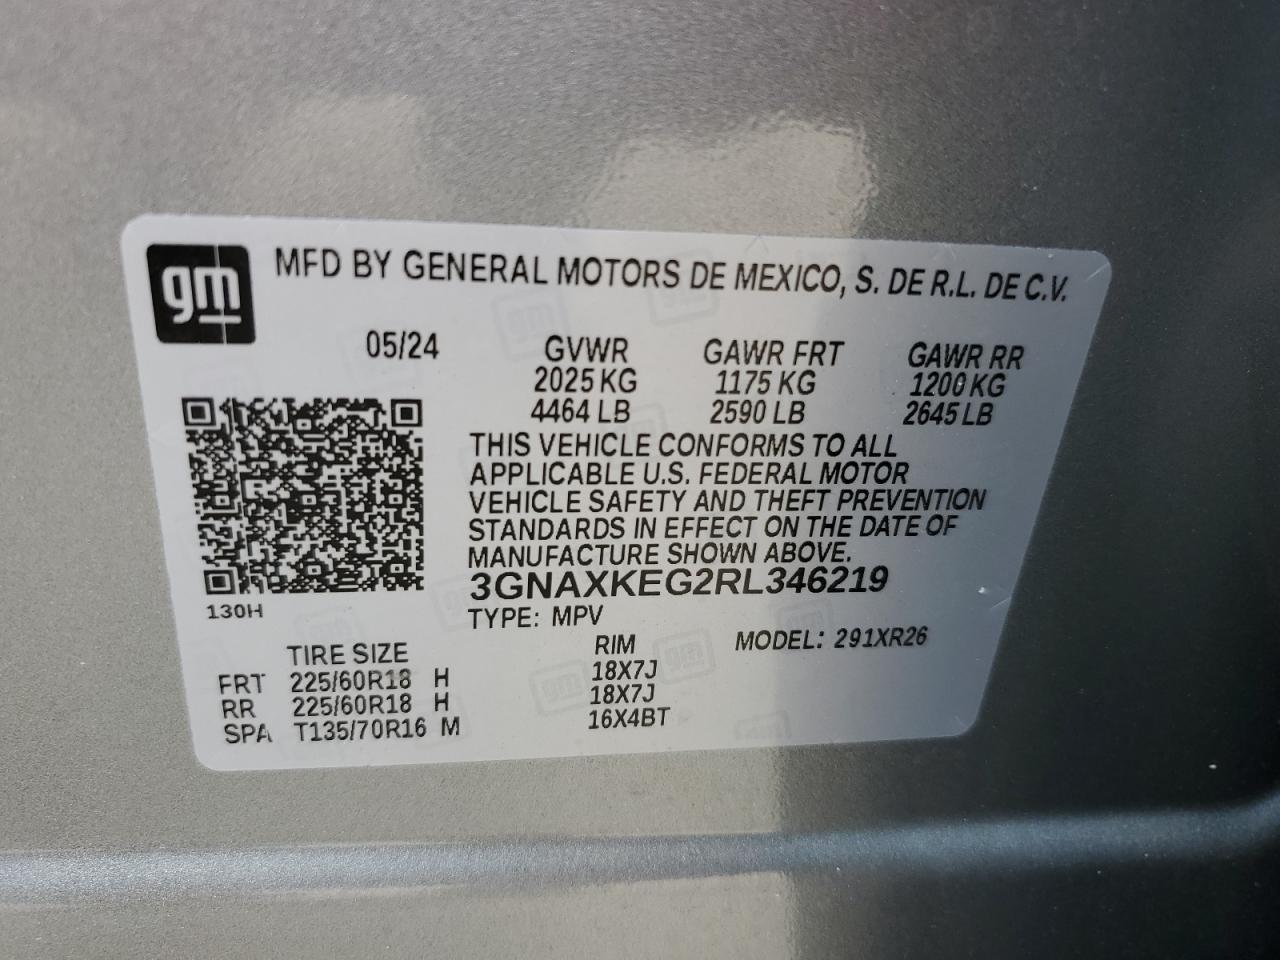 gm
MFD BY GENERAL MOTORS DE MEXICO, S. DE R.L. DE C.V.
05/24 GVWR GAWR FRT GAWR RR
2025 KG 1175 KG 1200 KG
4464 LB 2590 LB 2645 LB
THIS VEHICLE CONFORMS TO ALL
APPLICABLE U.S. FEDERAL MOTOR
VEHICLE SAFETY AND THEFT PREVENTION
STANDARDS IN EFFECT ON THE DATE OF
MANUFACTURE SHOWN ABOVE.
3GNAXKEG2RL346219
130H
TYPE: MPV
TIRE SIZE RIM MODEL: 291XR26
FRT 225/60R18 H 18X7J
RR 225/60R18 H 18X7J
SPA T135/70R16 M 16X4BT